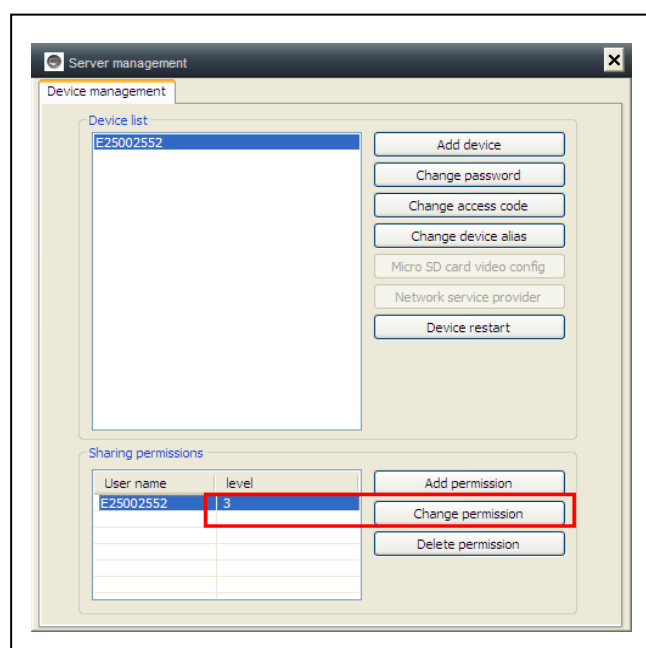 Server management
Device management
Device list
E25002552
Add device
Change password
Change access code
Change device alias
Micro SD card video config
Network service provider
Device restart
Sharing permissions
User name level
E25002552 3
Add permission
Change permission
Delete permission